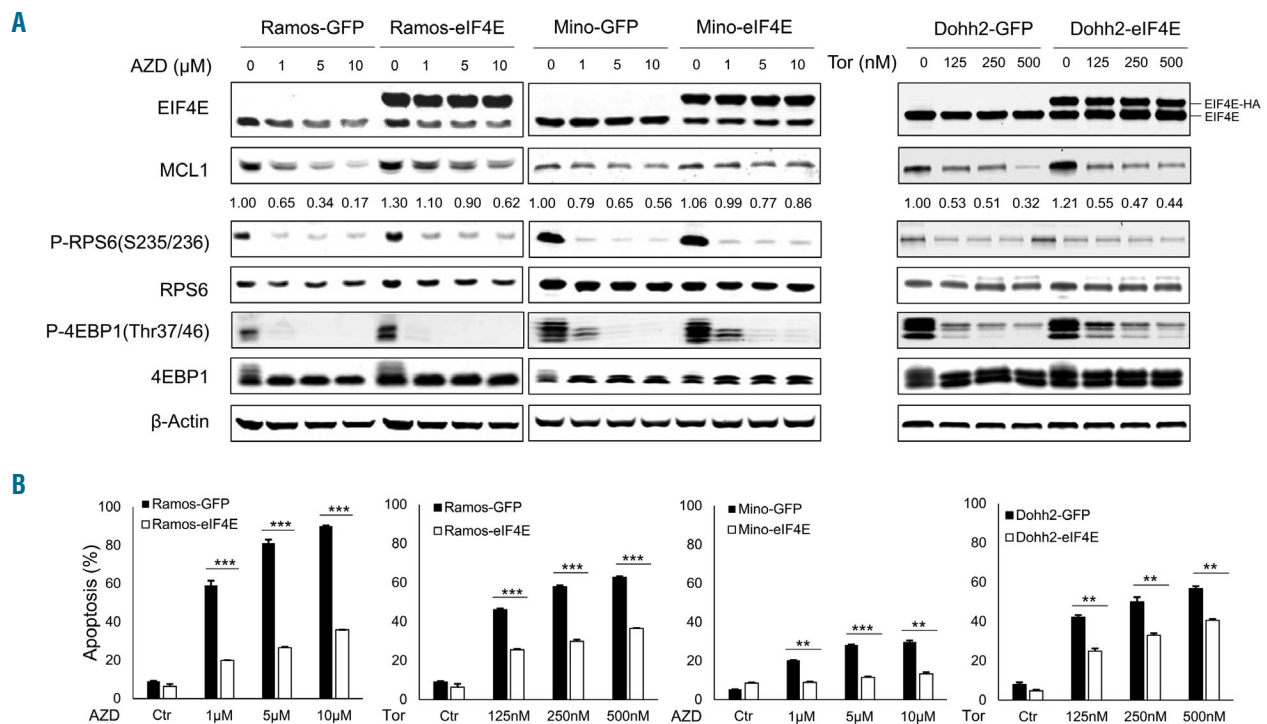 A
Ramos-GFP Ramos-eIF4E Mino-GFP Mino-eIF4E Dohh2-GFP Dohh2-eIF4E
AZD (µM) 0 1 5 10 0 1 5 10 0 1 5 10 0 1 5 10 Tor (nM) 0 125 250 500 0 125 250 500
EIF4E
EIF4E-HA
EIF4E
MCL1
1.00 0.65 0.34 0.17 1.30 1.10 0.90 0.62 1.00 0.79 0.65 0.56 1.06 0.99 0.77 0.86 1.00 0.53 0.51 0.32 1.21 0.55 0.47 0.44
P-RPS6(S235/236)
RPS6
P-4EBP1(Thr37/46)
4EBP1
β-Actin
B
Apoptosis (%)
100
80
60
40
20
0
Ramos-GFP
Ramos-eIF4E
***
***
***
AZD Ctr 1µM 5µM 10µM
100
80
60
40
20
0
Ramos-GFP
Ramos-eIF4E
***
***
***
Tor Ctr 125nM 250nM 500nM
100
80
60
40
20
0
Mino-GFP
Mino-eIF4E
**
***
**
AZD Ctr 1µM 5µM 10µM
100
80
60
40
20
0
Dohh2-GFP
Dohh2-eIF4E
**
**
**
Tor Ctr 125nM 250nM 500nM